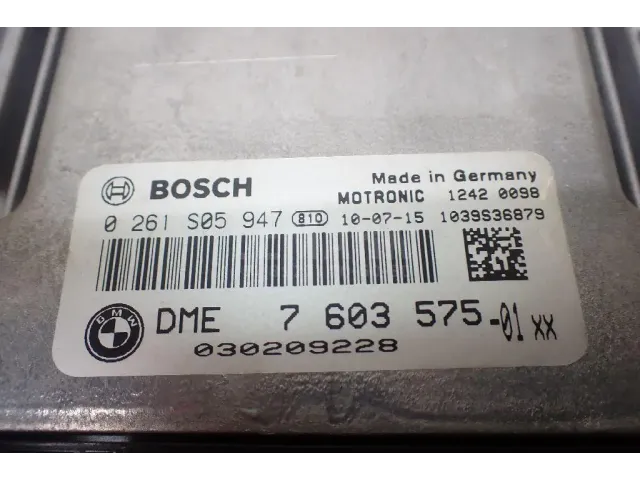 BOSCH Made in Germany
MOTRONIC 1242 0098
0 261 S05 947 810 10-07-15 1039S36879
BMW DME 7 603 575-01 xx
030209228